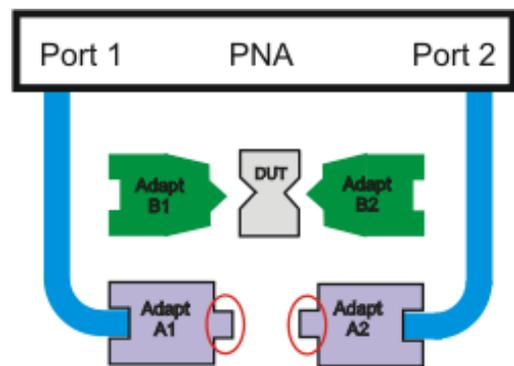 Port 1 PNA Port 2
DUT
Adapt
B1
Adapt
B2
Adapt
A1
Adapt
A2